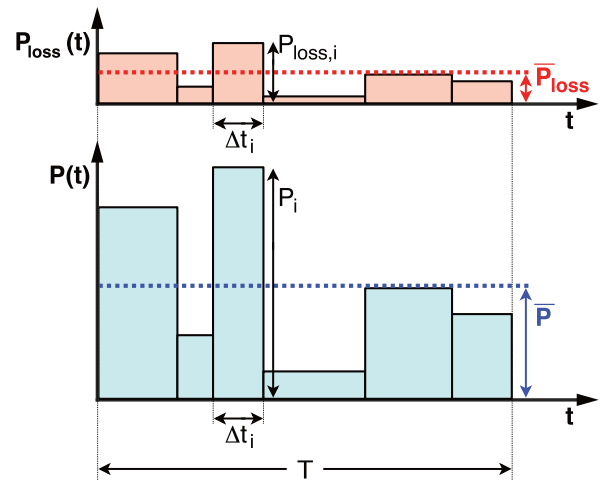 P_loss (t)
P_loss,i
P̅_loss
t
Δt_i
P(t)
P_i
P̅
t
Δt_i
T